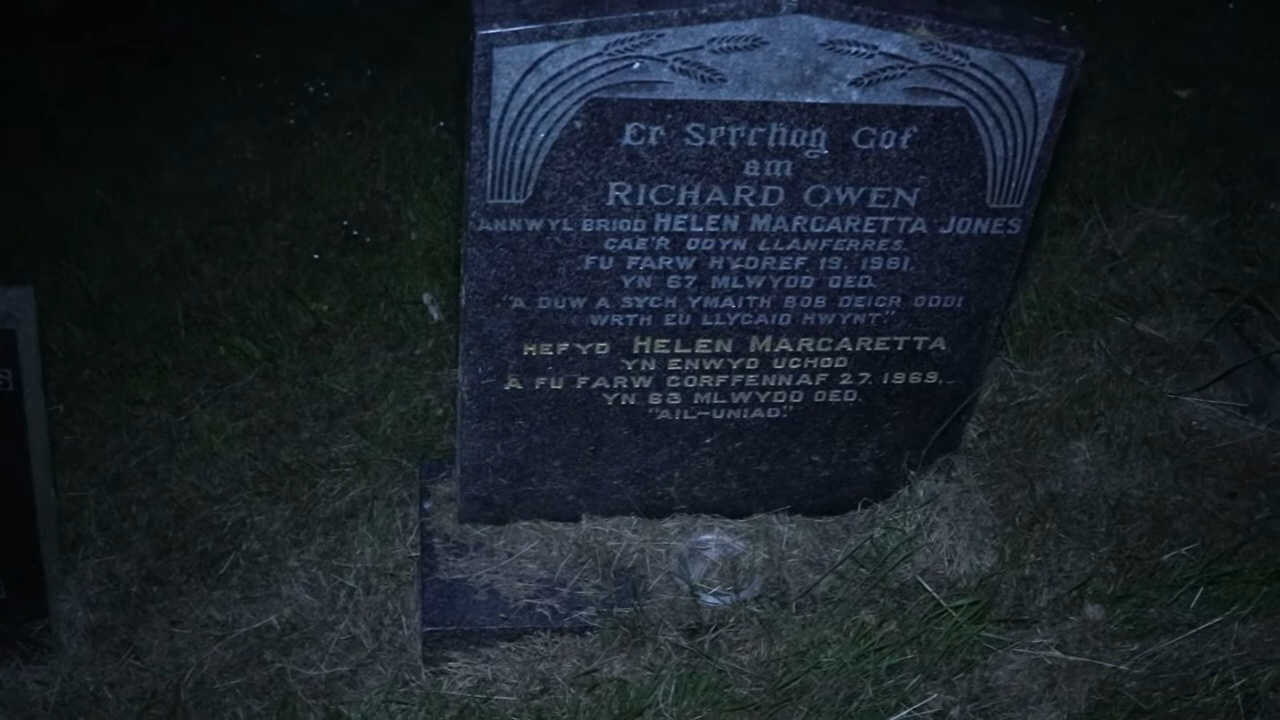 Er Serchog Cof
am
RICHARD OWEN
ANNWYL BRIOD HELEN MARGARETTA JONES
CAE'R ODYN LLANFERRES.
FU FARW HYDREF 19, 1961,
YN 67 MLWYDD OED.
"A DUW A SYCH YMAITH BOB DEIGR ODDI
WRTH EU LLYGAID HWYNT."
HEFYD HELEN MARGARETTA
YN ENWYD UCHOD
A FU FARW GORFFENNAF 27, 1969,
YN 63 MLWYDD OED.
"AIL-UNIAD."